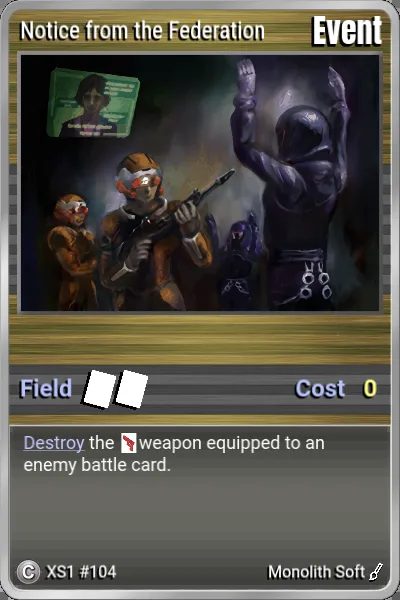 Notice from the Federation Event
Field Cost 0
Destroy the weapon equipped to an
enemy battle card.
C XS1 #104 Monolith Soft